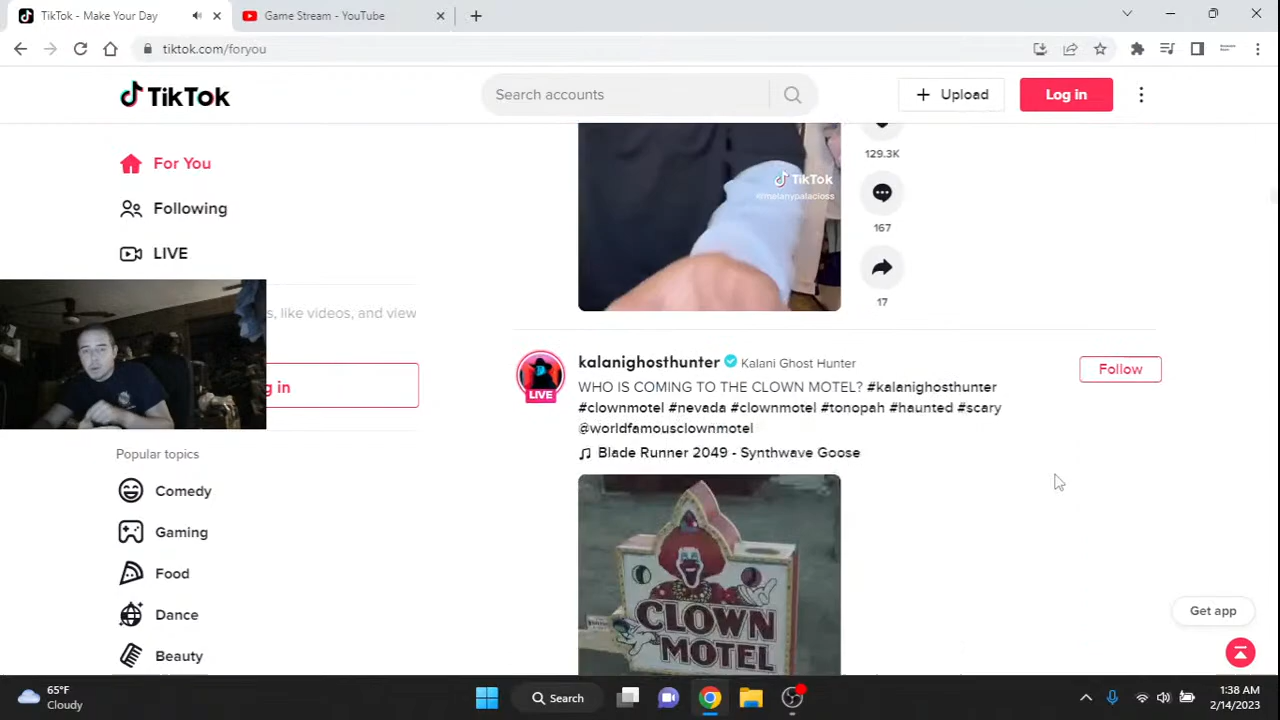 TikTok - Make Your Day
Game Stream - YouTube
tiktok.com/foryou
TikTok
Search accounts
Upload
Log in
For You
Following
LIVE
s, like videos, and view
g in
Popular topics
Comedy
Gaming
Food
Dance
Beauty
129.3K
TikTok
167
17
kalanighosthunter Kalani Ghost Hunter
Follow
LIVE
WHO IS COMING TO THE CLOWN MOTEL? #kalanighosthunter
#clownmotel #nevada #clownmotel #tonopah #haunted #scary
@worldfamousclownmotel
Blade Runner 2049 - Synthwave Goose
CLOWN
MOTEL
Get app
65°F
Cloudy
Search
1:38 AM
2/14/2023